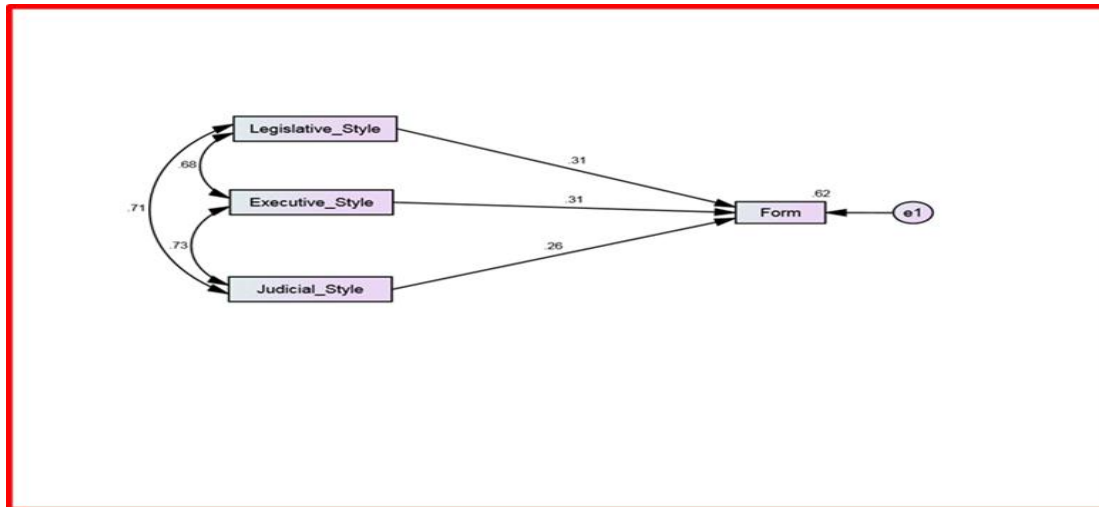 Legislative_Style
.31
.68
.62
.71
Executive_Style
.31
Form
e1
.73
.26
Judicial_Style